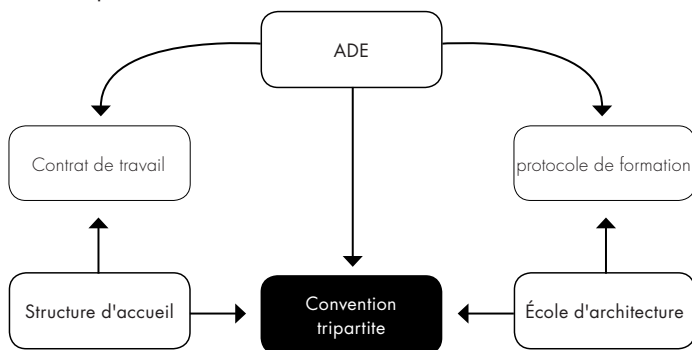 ADE
Contrat de travail
protocole de formation
Structure d'accueil
Convention
tripartite
École d'architecture